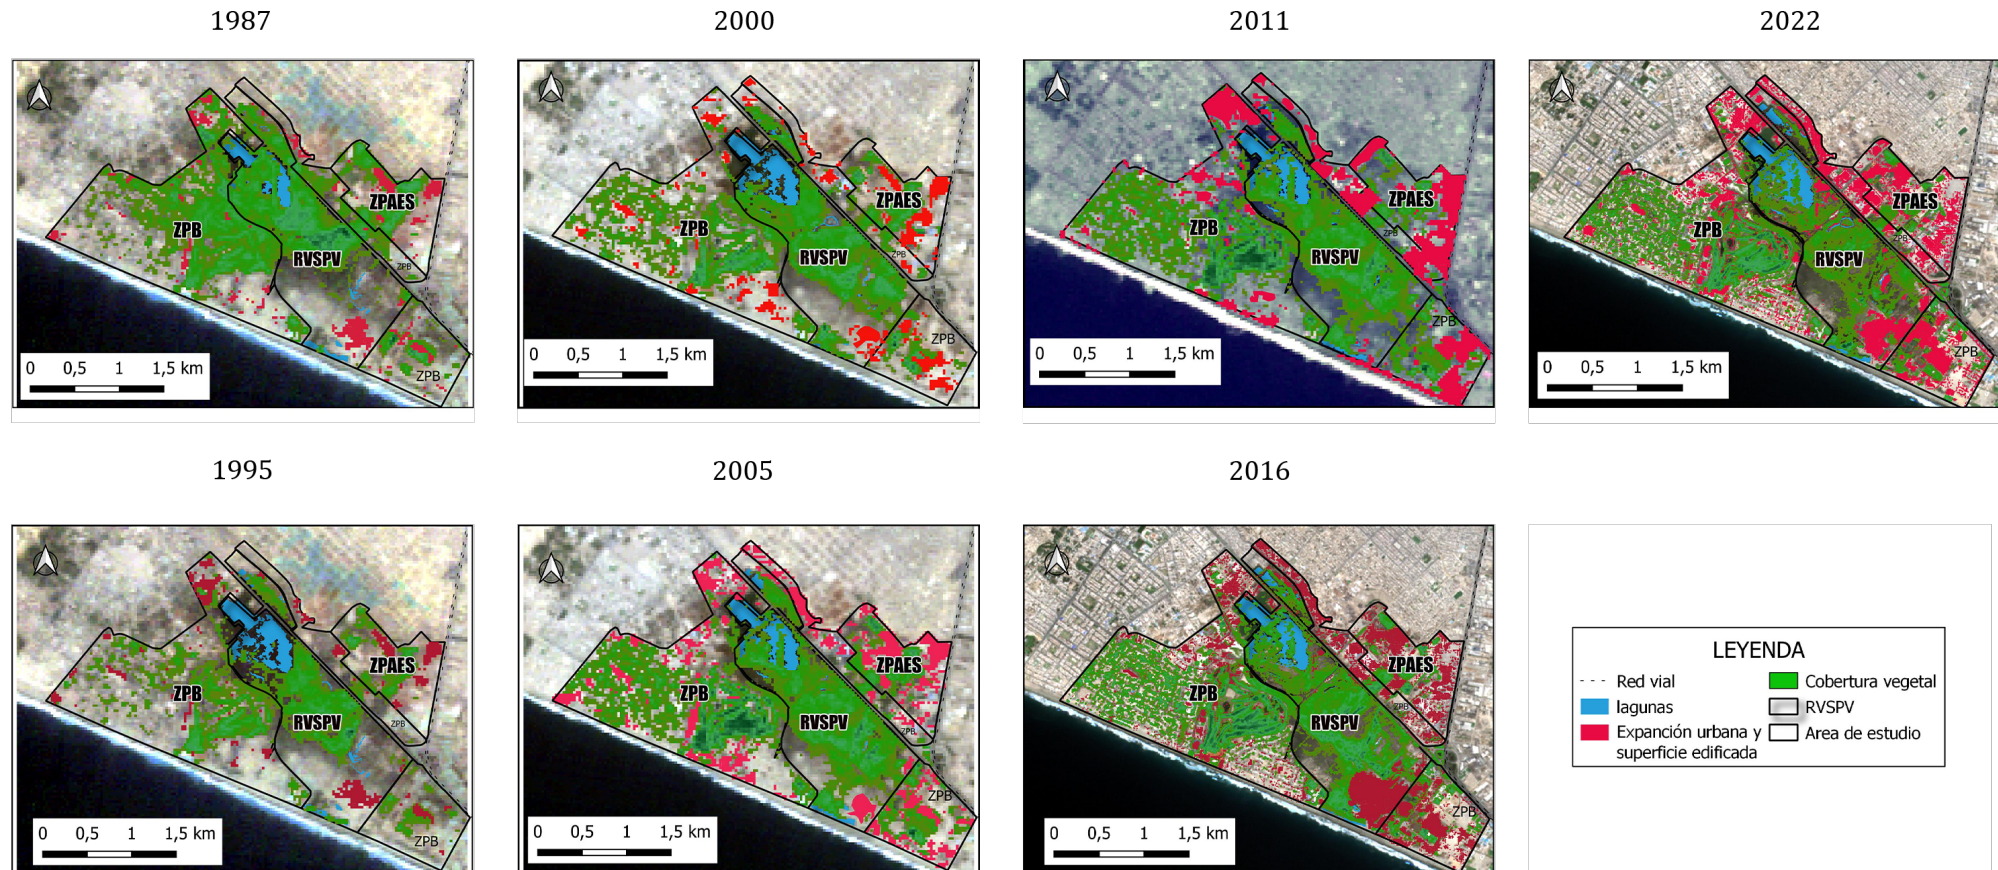 1987
2000
2011
2022
ZPB
ZPAES
RVSPV
ZPB
ZPB
0 0,5 1 1,5 km
ZPB
ZPAES
RVSPV
ZPB
ZPB
0 0,5 1 1,5 km
ZPB
ZPAES
RVSPV
ZPB
ZPB
0 0,5 1 1,5 km
ZPB
ZPAES
RVSPV
ZPB
ZPB
0 0,5 1 1,5 km
1995
2005
2016
ZPB
ZPAES
RVSPV
ZPB
ZPB
0 0,5 1 1,5 km
ZPB
ZPAES
RVSPV
ZPB
ZPB
0 0,5 1 1,5 km
ZPB
ZPAES
RVSPV
ZPB
ZPB
0 0,5 1 1,5 km
LEYENDA
Red vial
lagunas
Expanción urbana y
superficie edificada
Cobertura vegetal
RVSPV
Area de estudio